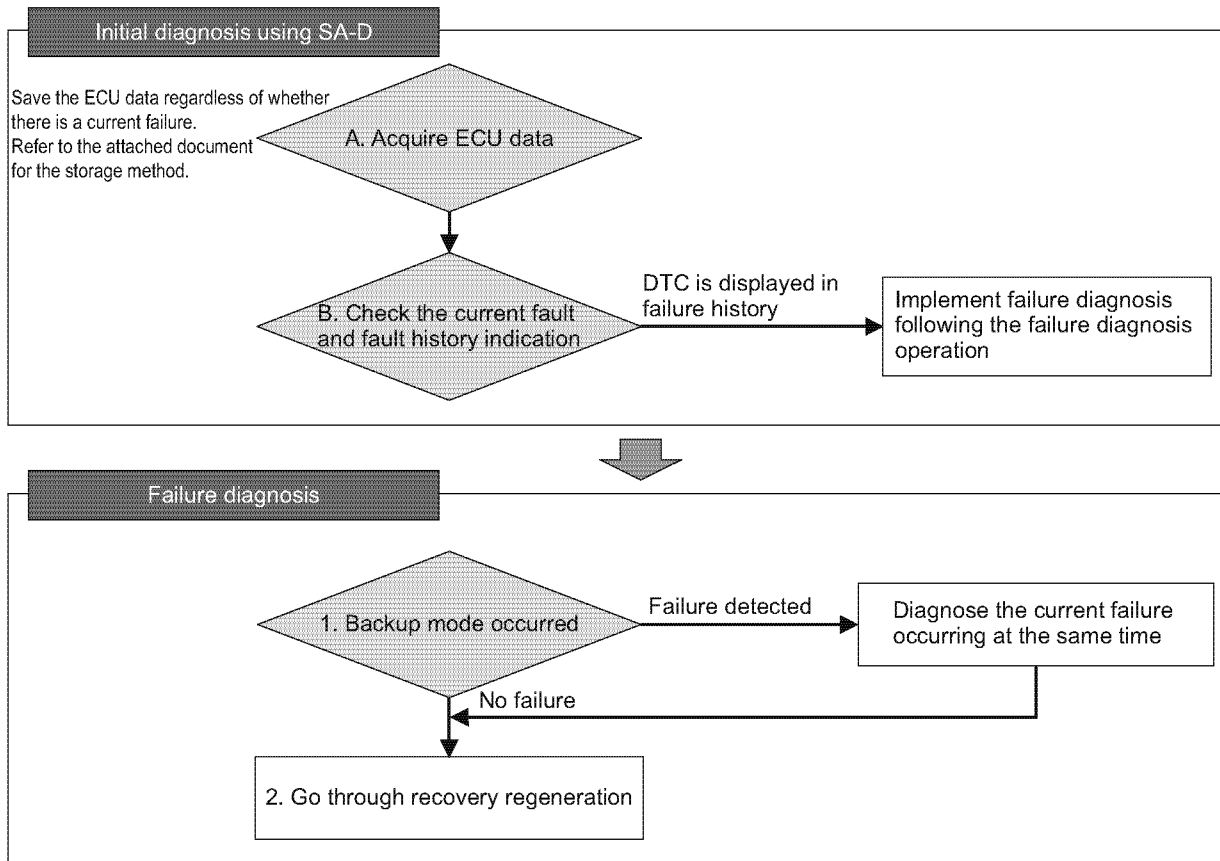 Initial diagnosis using SA-D
Save the ECU data regardless of whether
there is a current failure.
Refer to the attached document
for the storage method.
A. Acquire ECU data
B. Check the current fault
and fault history indication
DTC is displayed in
failure history
Implement failure diagnosis
following the failure diagnosis
operation
Failure diagnosis
1. Backup mode occurred
Failure detected
Diagnose the current failure
occurring at the same time
No failure
2. Go through recovery regeneration